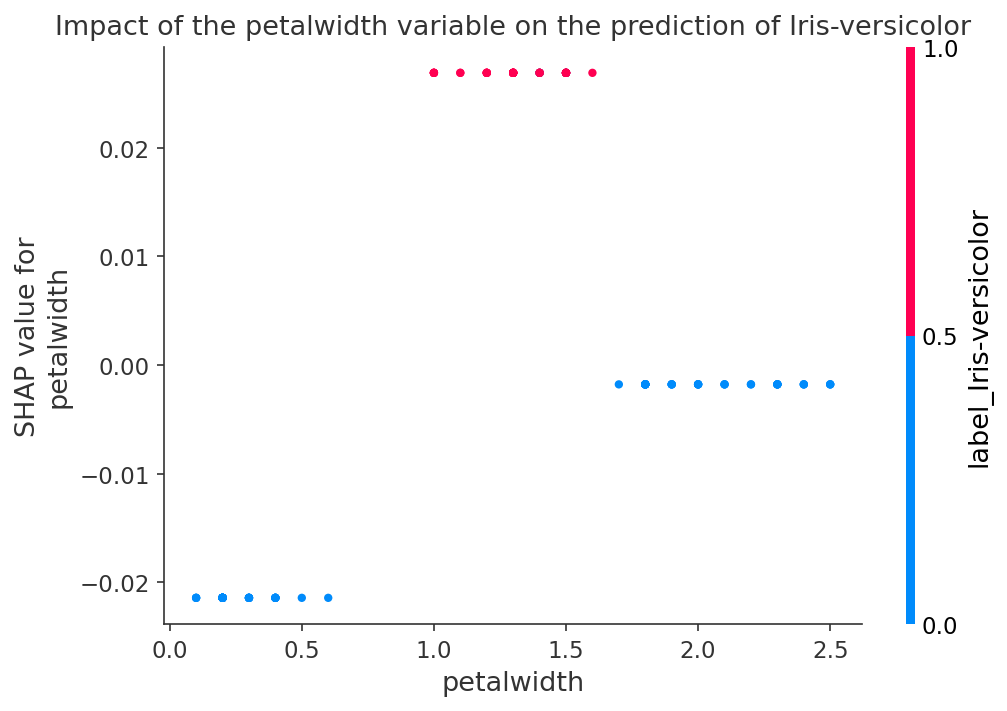 Impact of the petalwidth variable on the prediction of Iris-versicolor
SHAP value for
petalwidth
0.02
0.01
0.00
−0.01
−0.02
0.0
0.5
1.0
1.5
2.0
2.5
petalwidth
1.0
0.5
0.0
label_Iris-versicolor